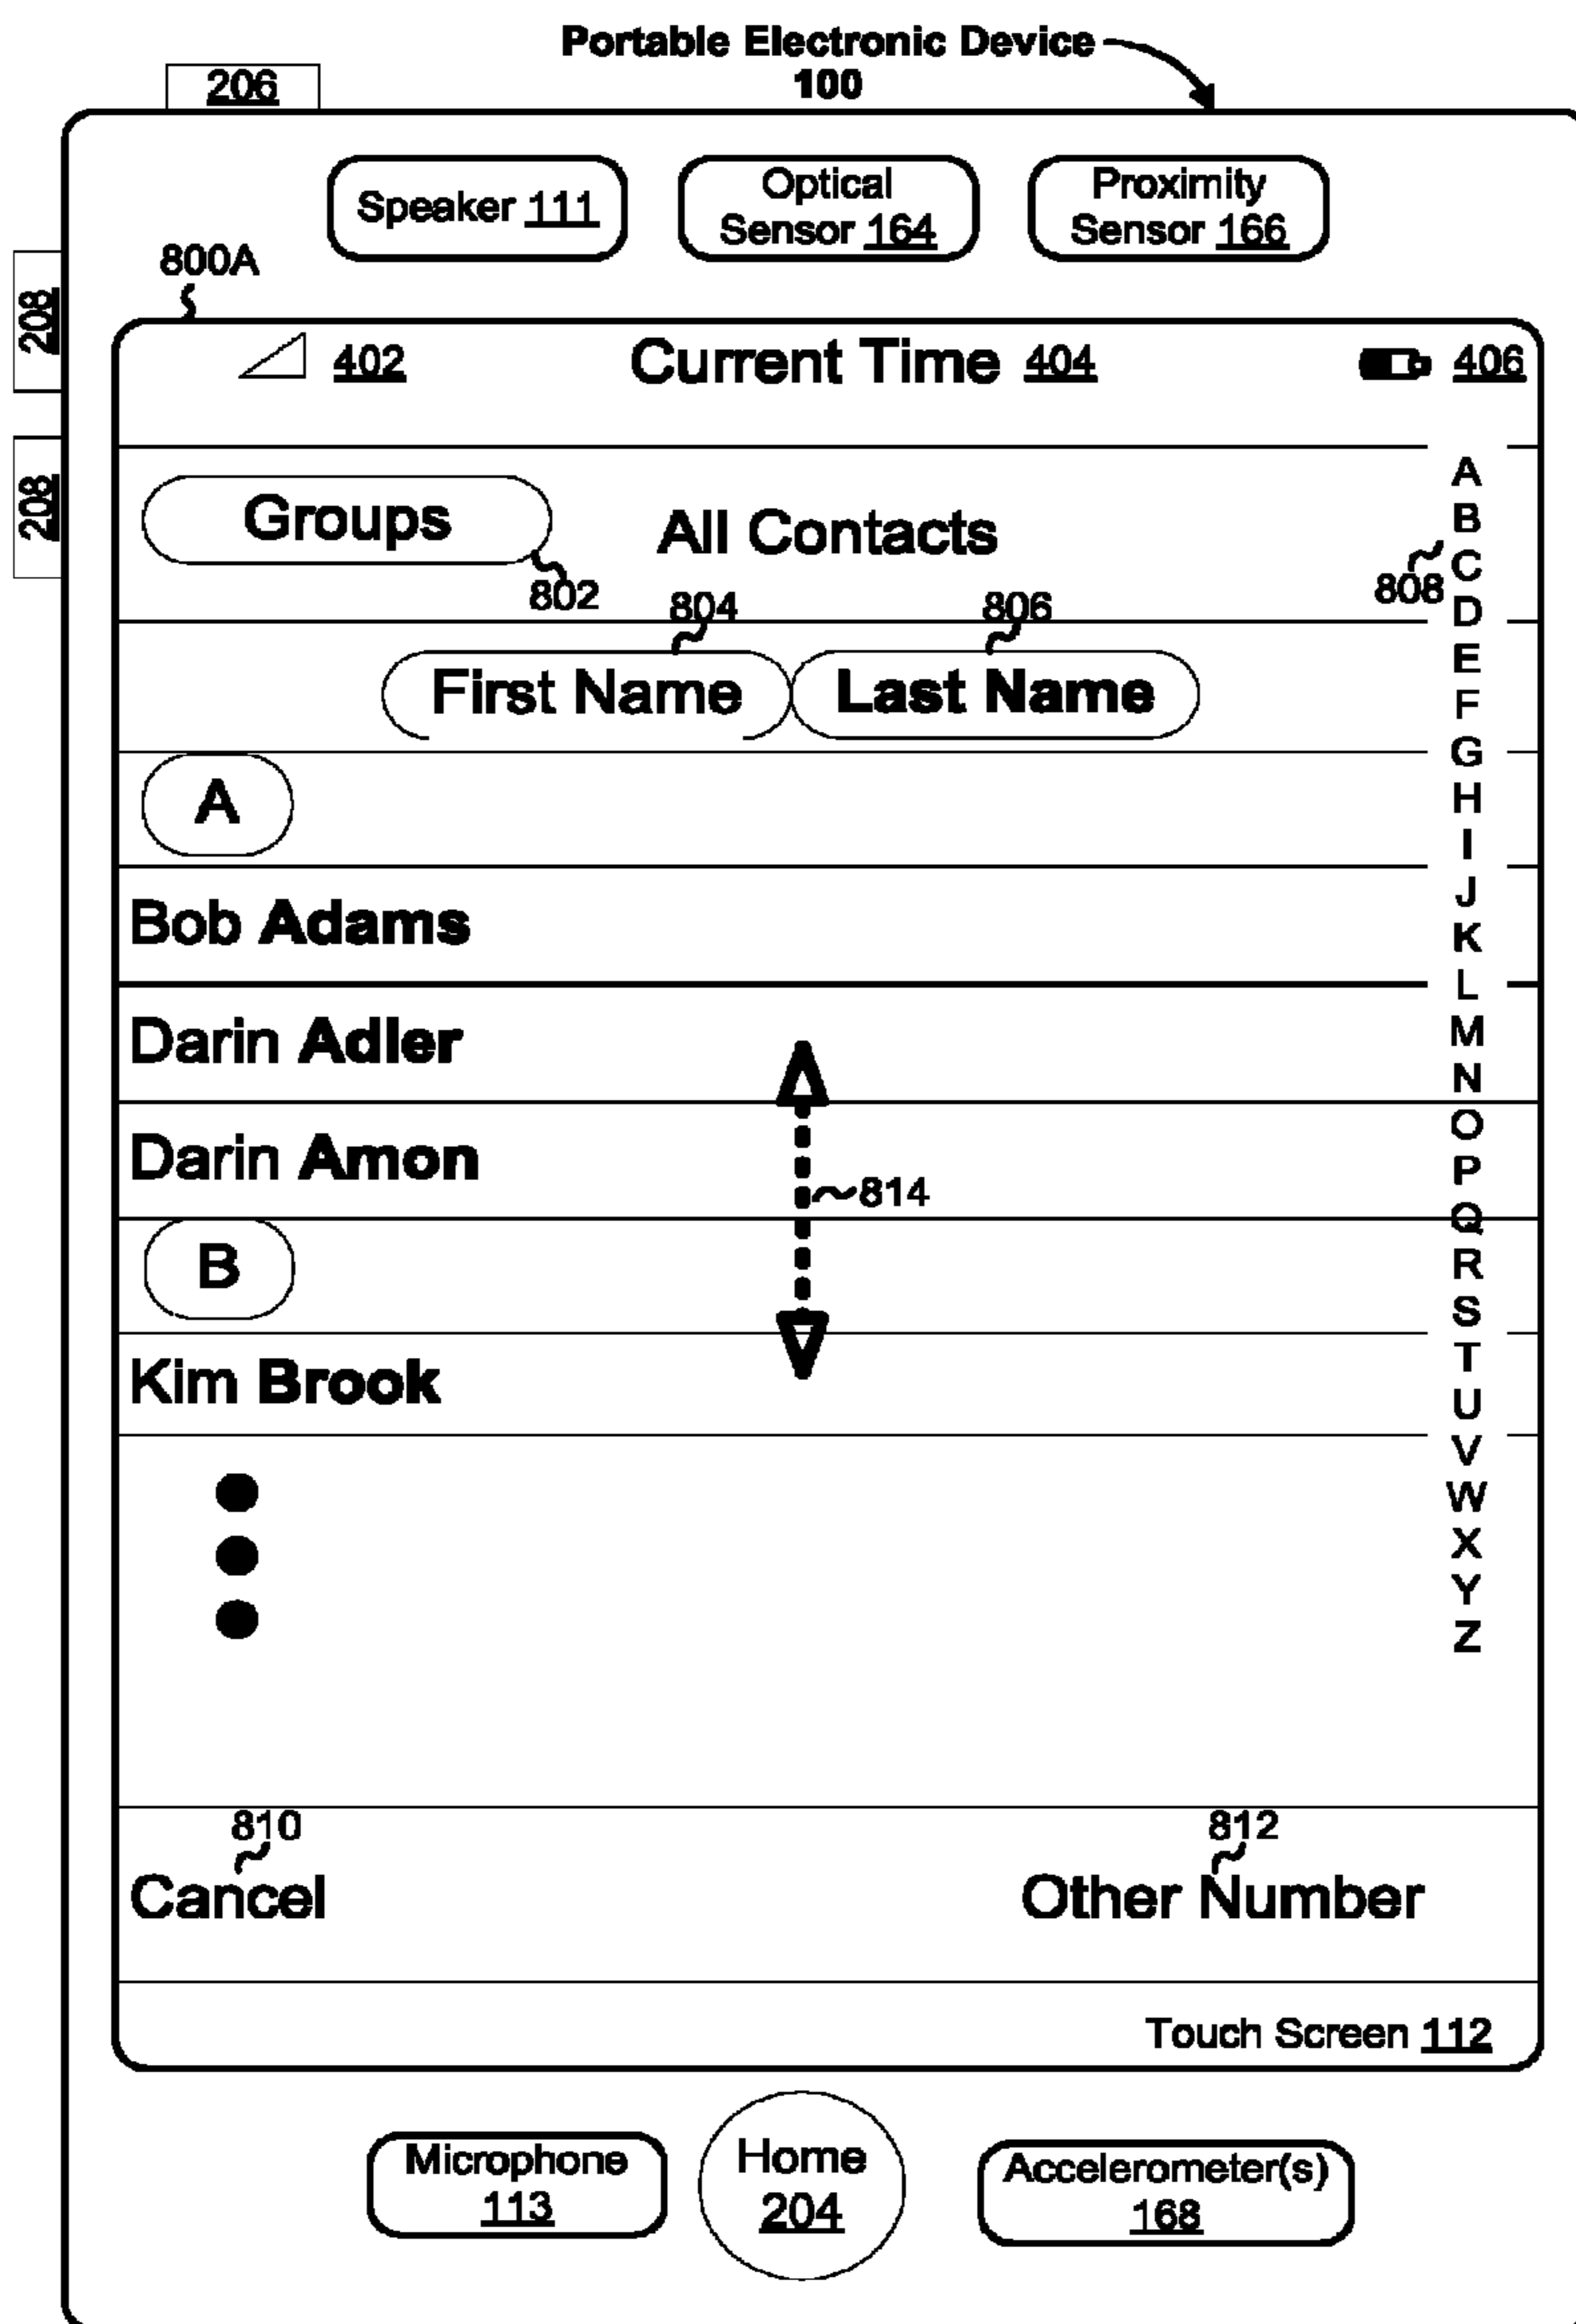 Portable Electronic Device
100
206
Speaker 111
Optical
Sensor 164
Proximity
Sensor 166
800A
208
208
402
Current Time 404
406
Groups
All Contacts
802
804
806
808
First Name
Last Name
A
Bob Adams
Darin Adler
Darin Amon
814
B
Kim Brook
A
B
C
D
E
F
G
H
I
J
K
L
M
N
O
P
Q
R
S
T
U
V
W
X
Y
Z
810
812
Cancel
Other Number
Touch Screen 112
Microphone
113
Home
204
Accelerometer(s)
168